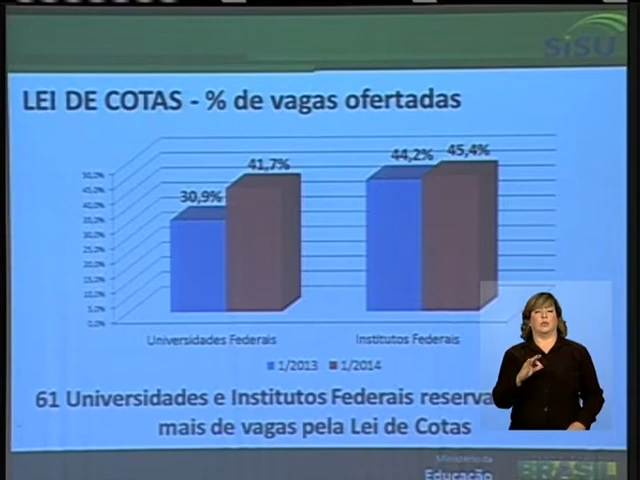 SiSU
LEI DE COTAS - % de vagas ofertadas
50,0%
45,0%
40,0%
35,0%
30,0%
25,0%
20,0%
15,0%
10,0%
5,0%
0,0%
30,9%
41,7%
44,2%
45,4%
Universidades Federais
Institutos Federais
1/2013
1/2014
61 Universidades e Institutos Federais reserva
mais de vagas pela Lei de Cotas
Ministério da
Educação
BRASIL